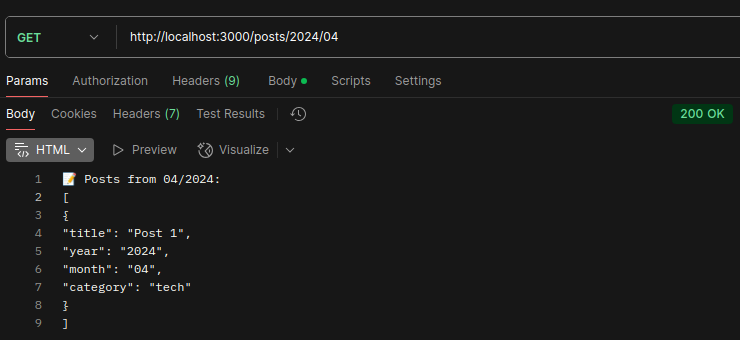 GET http://localhost:3000/posts/2024/04
Params Authorization Headers (9) Body Scripts Settings
Body Cookies Headers (7) Test Results 200 OK
HTML Preview Visualize
1 📝 Posts from 04/2024:
2 [
3 {
4 "title": "Post 1",
5 "year": "2024",
6 "month": "04",
7 "category": "tech"
8 }
9 ]